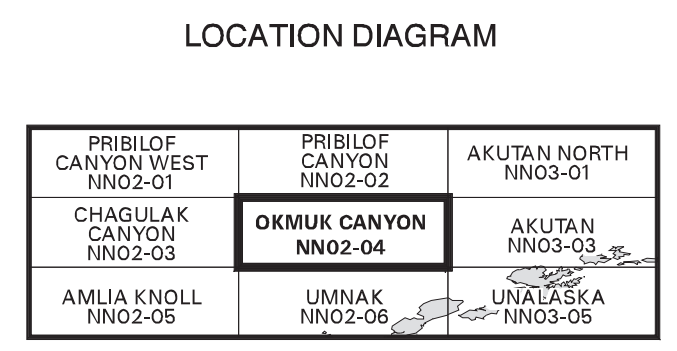 LOCATION DIAGRAM
PRIBILOF
CANYON WEST
NN02-01
PRIBILOF
CANYON
NN02-02
AKUTAN NORTH
NN03-01
CHAGULAK
CANYON
NN02-03
OKMUK CANYON
NN02-04
AKUTAN
NN03-03
AMLIA KNOLL
NN02-05
UMNAK
NN02-06
UNALASKA
NN03-05